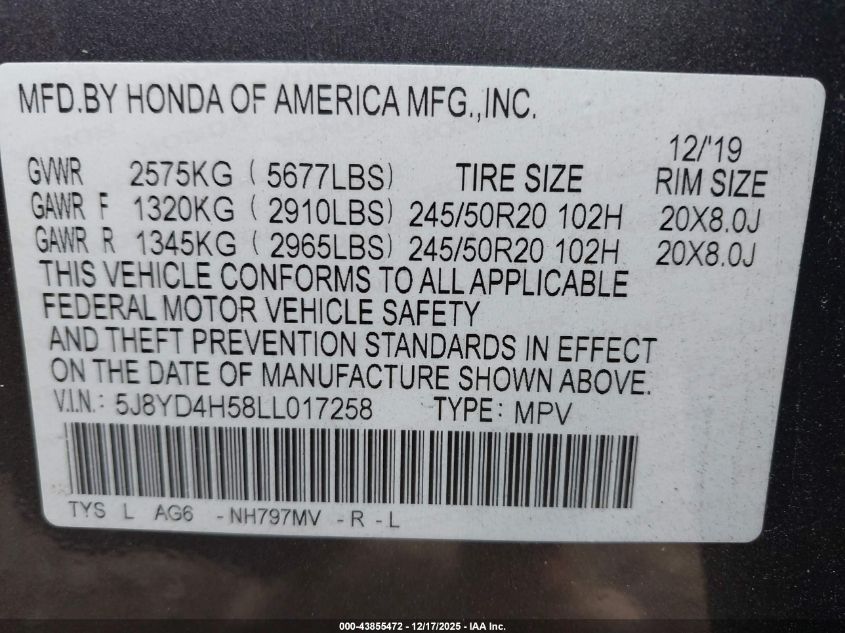 MFD.BY HONDA OF AMERICA MFG.,INC.
12/'19
GVWR 2575KG ( 5677LBS) TIRE SIZE RIM SIZE
GAWR F 1320KG ( 2910LBS) 245/50R20 102H 20X8.0J
GAWR R 1345KG ( 2965LBS) 245/50R20 102H 20X8.0J
THIS VEHICLE CONFORMS TO ALL APPLICABLE
FEDERAL MOTOR VEHICLE SAFETY
AND THEFT PREVENTION STANDARDS IN EFFECT
ON THE DATE OF MANUFACTURE SHOWN ABOVE.
V.I.N.: 5J8YD4H58LL017258 TYPE: MPV
TYS L AG6 -NH797MV -R -L
000-43855472 - 12/17/2025 - IAA Inc.